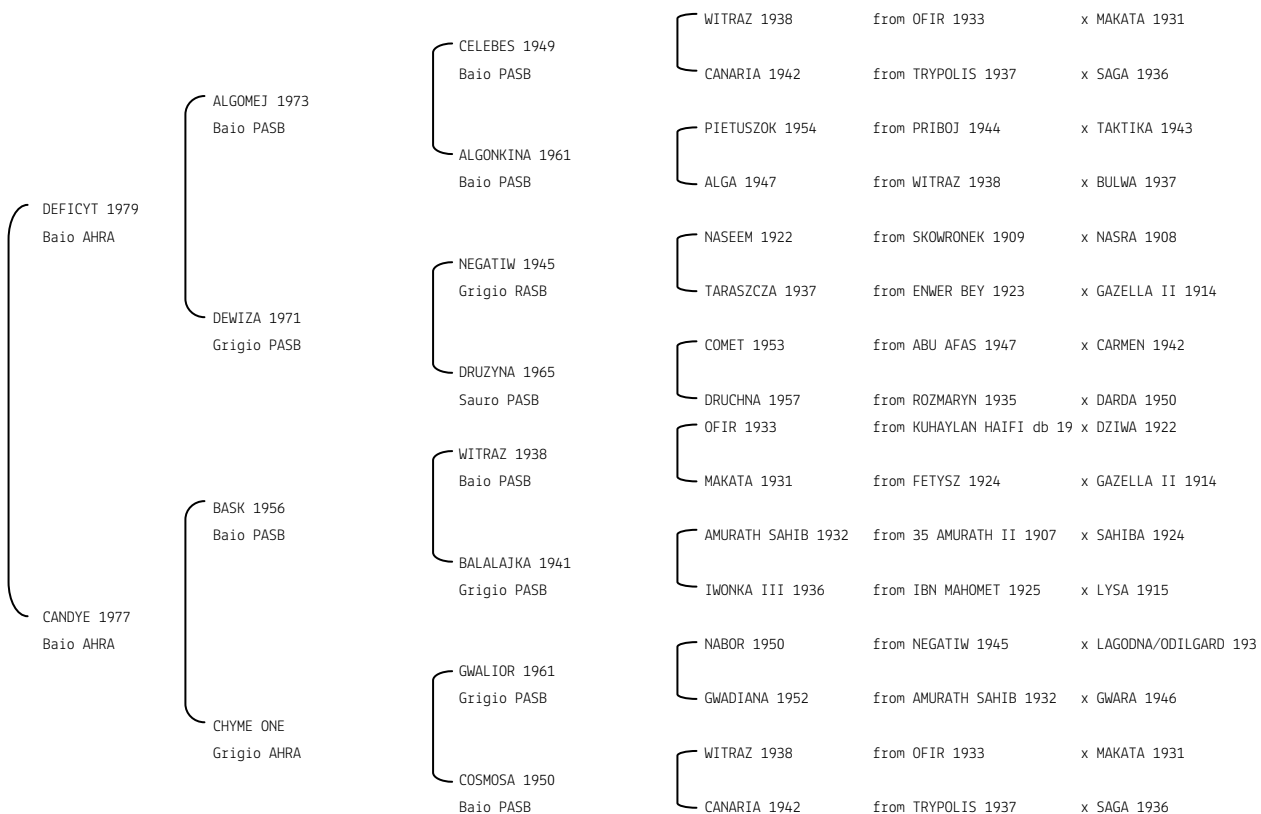 WITRAZ 1938 from OFIR 1933 x MAKATA 1931
CELEBES 1949
Baio PASB
CANARIA 1942 from TRYPOLIS 1937 x SAGA 1936
ALGOMEJ 1973
Baio PASB
PIETUSZOK 1954 from PRIBOJ 1944 x TAKTIKA 1943
ALGONKINA 1961
Baio PASB
ALGA 1947 from WITRAZ 1938 x BULWA 1937
DEFICYT 1979
Baio AHRA
NASEEM 1922 from SKOWRONEK 1909 x NASRA 1908
NEGATIW 1945
Grigio RASB
TARASZCZA 1937 from ENWER BEY 1923 x GAZELLA II 1914
DEWIZA 1971
Grigio PASB
COMET 1953 from ABU AFAS 1947 x CARMEN 1942
DRUZYNA 1965
Sauro PASB
DRUCHNA 1957 from ROZMARYN 1935 x DARDA 1950
OFIR 1933 from KUHAYLAN HAIFI db 19 x DZIWA 1922
WITRAZ 1938
Baio PASB
MAKATA 1931 from FETYSZ 1924 x GAZELLA II 1914
BASK 1956
Baio PASB
AMURATH SAHIB 1932 from 35 AMURATH II 1907 x SAHIBA 1924
BALALAJKA 1941
Grigio PASB
IWONKA III 1936 from IBN MAHOMET 1925 x LYSA 1915
CANDYE 1977
Baio AHRA
NABOR 1950 from NEGATIW 1945 x LAGODNA/ODILGARD 193
GWALIOR 1961
Grigio PASB
GWADIANA 1952 from AMURATH SAHIB 1932 x GWARA 1946
CHYME ONE
Grigio AHRA
WITRAZ 1938 from OFIR 1933 x MAKATA 1931
COSMOSA 1950
Baio PASB
CANARIA 1942 from TRYPOLIS 1937 x SAGA 1936